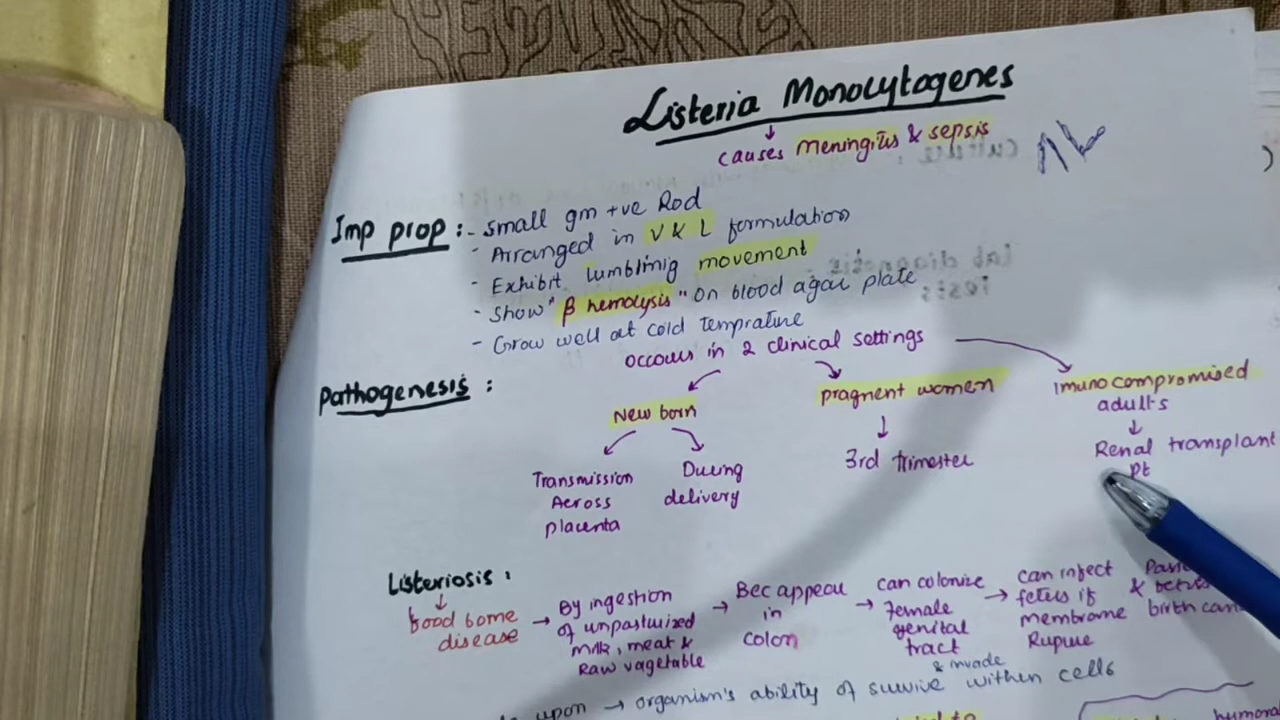 Listeria Monocytogenes
↓
causes meningitis & sepsis
VL
Imp prop :- small gm +ve Rod
- Arranged in V & L formulation
- Exhibit tumbling movement
- Show "β hemolysis" on blood agar plate
- Grow well at cold temprature
Pathogenesis :
occours in 2 clinical settings
New born
Transmission Across placenta
During delivery
pragnent women
↓
3rd trimester
Imunocompromised adults
↓
Renal transplant pt
Listeriosis :
↓
food borne disease
→ By ingestion of unpasturized milk, meat & Raw vagetable
→ Bec appear in colon
→ can colonize female genital tract
→ can infect fetus if membrane Rupure
&
birth
& invade
upon → organism's ability of survive within cells